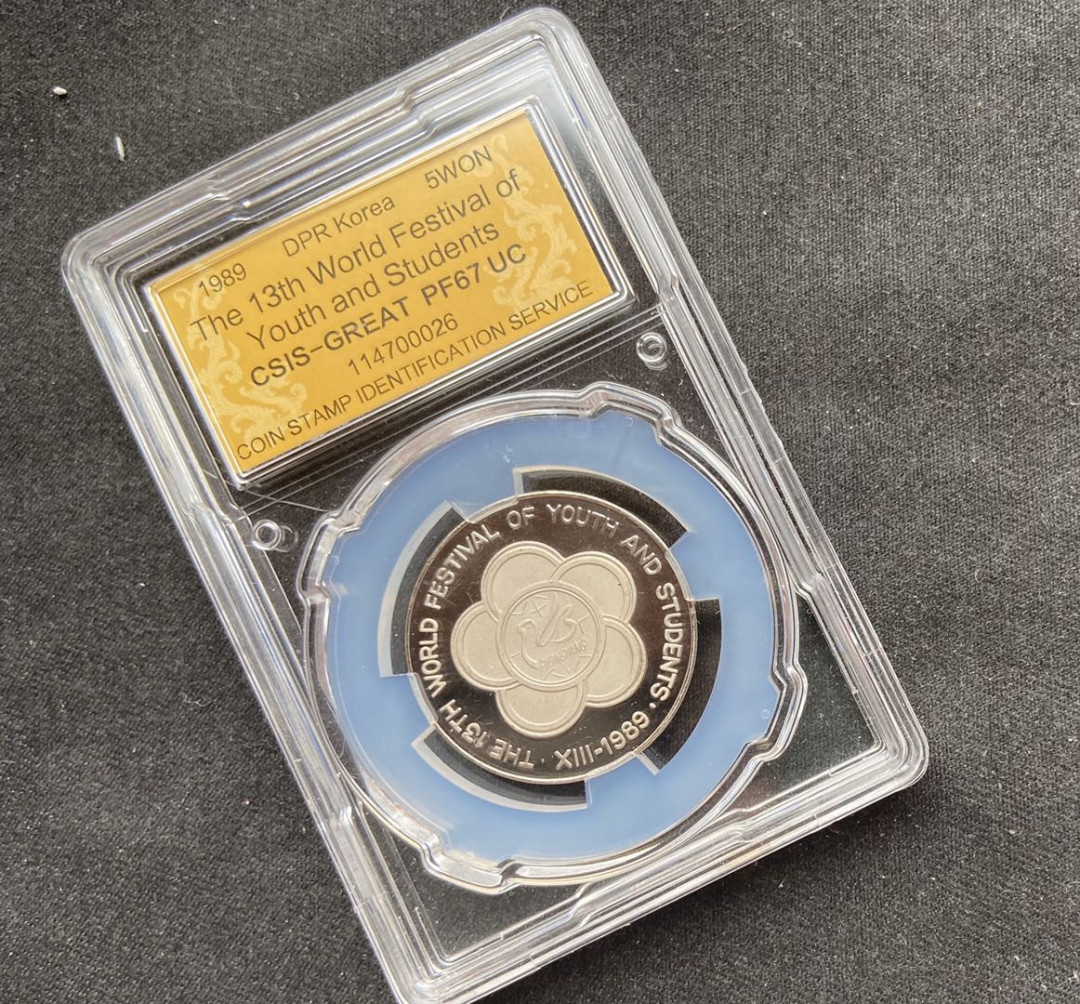 1989 DPR Korea 5WON
The 13th World Festival of
Youth and Students
CSIS-GREAT PF67 UC
114700026
COIN STAMP IDENTIFICATION SERVICE
THE 13TH WORLD FESTIVAL OF YOUTH AND STUDENTS · XIII-1989 ·